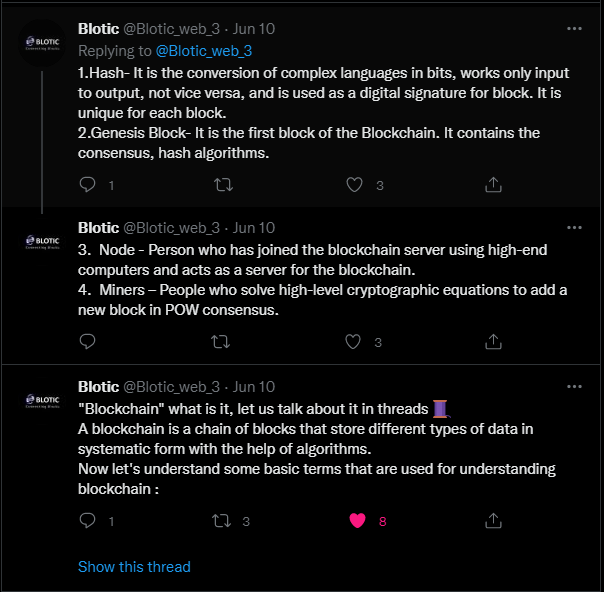 Blotic @Blotic_web_3 · Jun 10
Replying to @Blotic_web_3
1.Hash- It is the conversion of complex languages in bits, works only input
to output, not vice versa, and is used as a digital signature for block. It is
unique for each block.
2.Genesis Block- It is the first block of the Blockchain. It contains the
consensus, hash algorithms.
1 3
BLOTIC
Connecting Blocks
Blotic @Blotic_web_3 · Jun 10
3. Node - Person who has joined the blockchain server using high-end
computers and acts as a server for the blockchain.
4. Miners – People who solve high-level cryptographic equations to add a
new block in POW consensus.
3
BLOTIC
Connecting Blocks
Blotic @Blotic_web_3 · Jun 10
"Blockchain" what is it, let us talk about it in threads 🧵
A blockchain is a chain of blocks that store different types of data in
systematic form with the help of algorithms.
Now let's understand some basic terms that are used for understanding
blockchain :
1 3 8
BLOTIC
Connecting Blocks
Show this thread